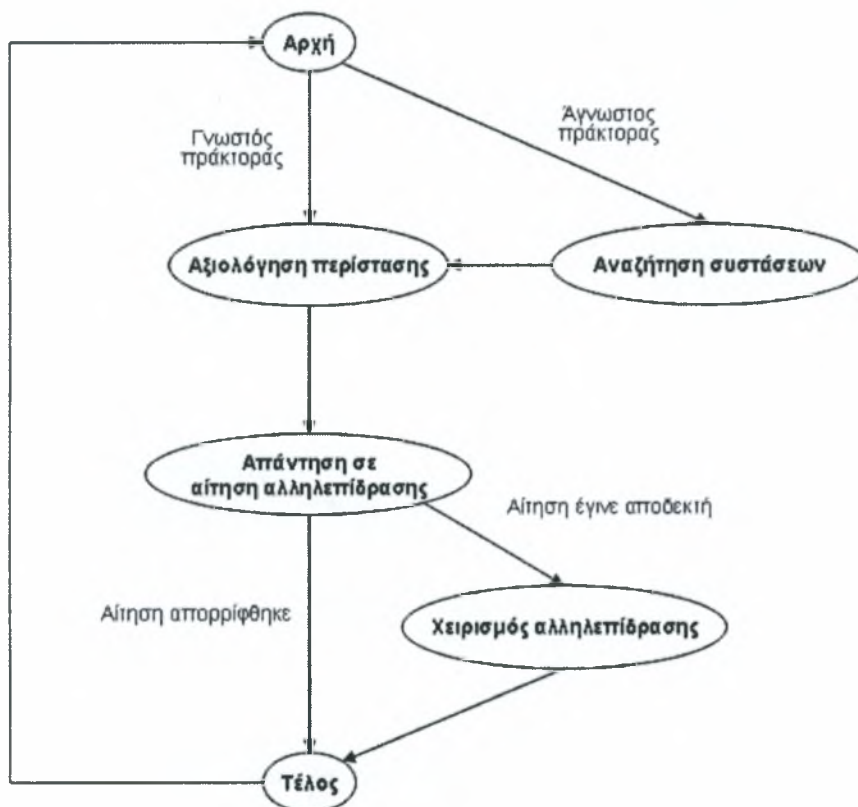 Αρχή
Γνωστός
πράκτορας
Άγνωστος
πράκτορας
Αξιολόγηση περίστασης
Αναζήτηση συστάσεων
Απάντηση σε
αίτηση αλληλεπίδρασης
Αίτηση έγινε αποδεκτή
Αίτηση απορρίφθηκε
Χειρισμός αλληλεπίδρασης
Τέλος